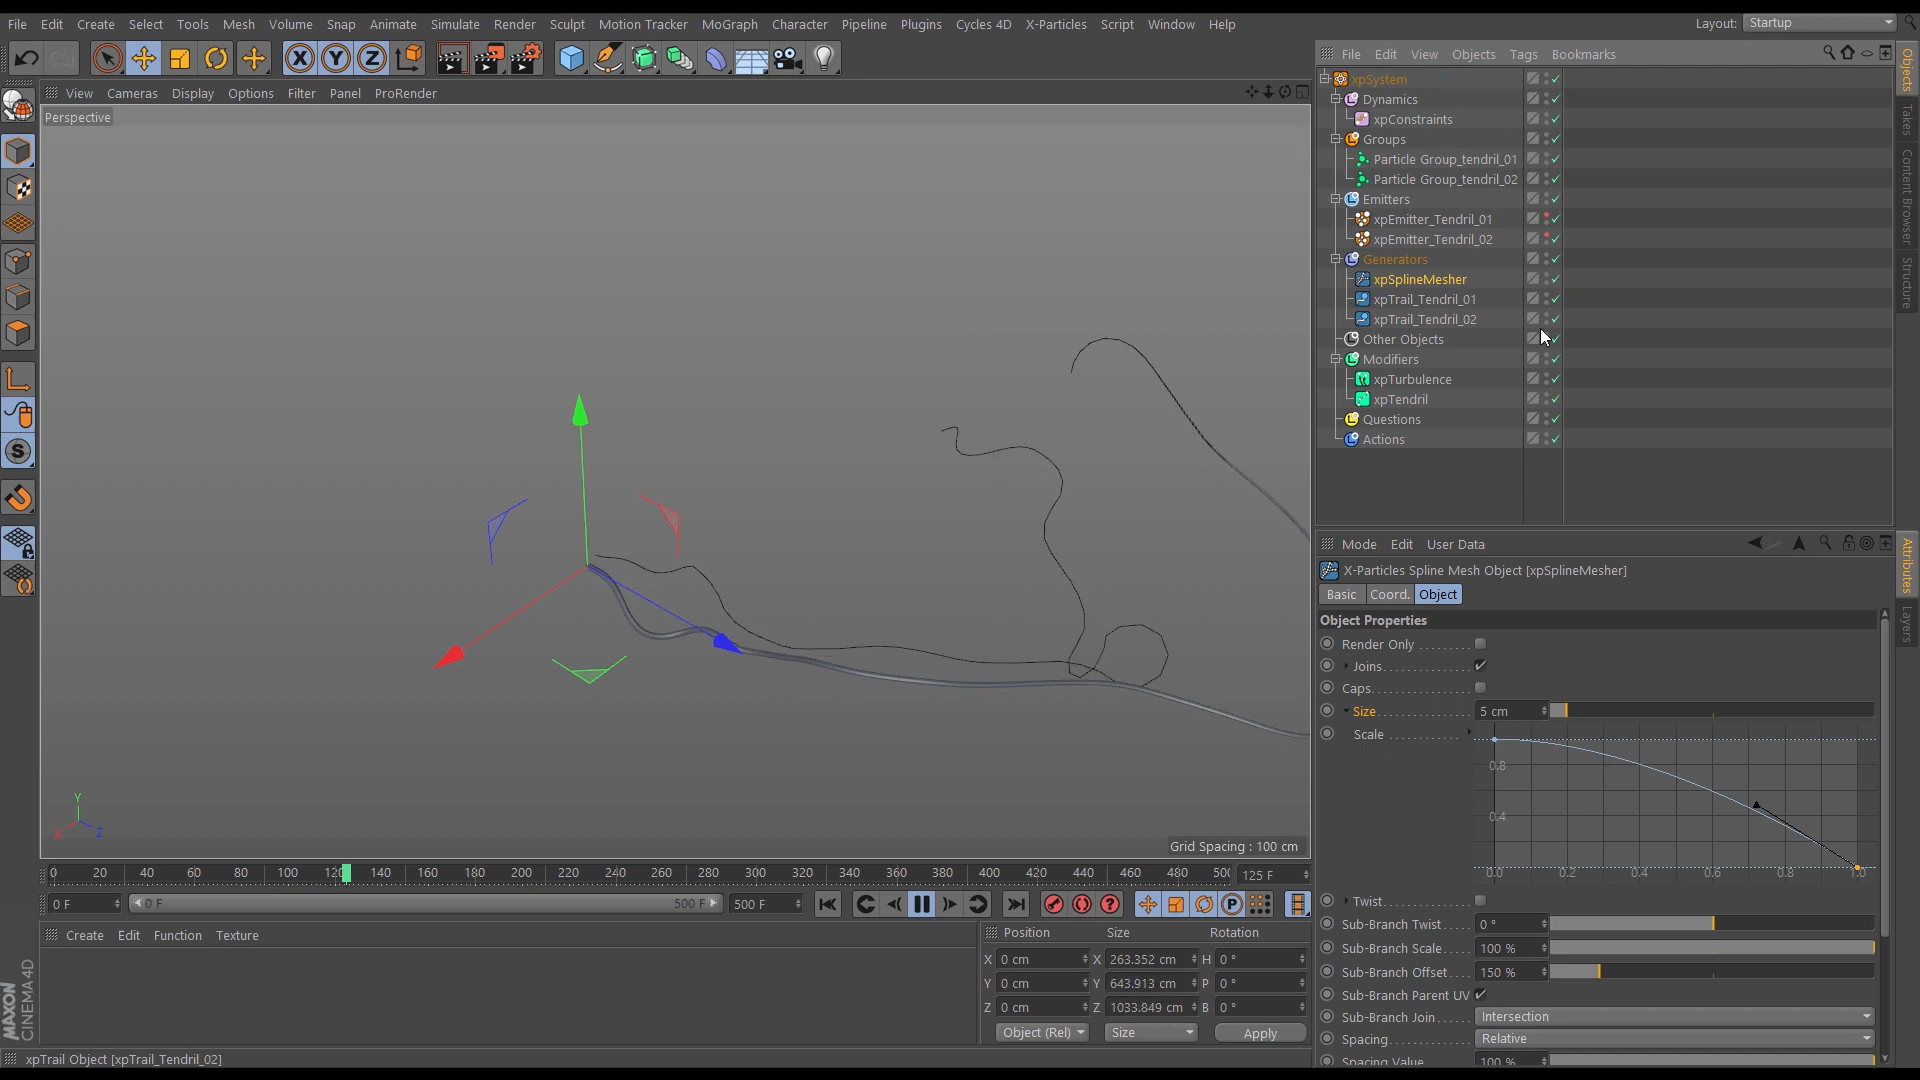 File Edit Create Select Tools Mesh Volume Snap Animate Simulate Render Sculpt Motion Tracker MoGraph Character Pipeline Plugins Cycles 4D X-Particles Script Window Help Layout: Startup
File Edit View Objects Tags Bookmarks
View Cameras Display Options Filter Panel ProRender
Perspective
xpSystem
Dynamics
xpConstraints
Groups
Particle Group_tendril_01
Particle Group_tendril_02
Emitters
xpEmitter_Tendril_01
xpEmitter_Tendril_02
Generators
xpSplineMesher
xpTrail_Tendril_01
xpTrail_Tendril_02
Other Objects
Modifiers
xpTurbulence
xpTendril
Questions
Actions
Objects
Takes
Content Browser
Structure
Mode Edit User Data
X-Particles Spline Mesh Object [xpSplineMesher]
Basic Coord. Object
Object Properties
Render Only
Joins
Caps
Size 5 cm
Scale
0.8
0.4
0.0 0.2 0.4 0.6 0.8 1.0
Twist
Sub-Branch Twist 0 °
Sub-Branch Scale 100 %
Sub-Branch Offset 150 %
Sub-Branch Parent UV
Sub-Branch Join Intersection
Spacing Relative
Spacing Value 100 %
Attributes
Layers
Y
X
Z
Grid Spacing : 100 cm
0 20 40 60 80 100 120 140 160 180 200 220 240 260 280 300 320 340 360 380 400 420 440 460 480 500 125 F
0 F 0 F 500 F 500 F
Create Edit Function Texture
Position Size Rotation
X 0 cm X 263.352 cm H 0 °
Y 0 cm Y 643.913 cm P 0 °
Z 0 cm Z 1033.849 cm B 0 °
Object (Rel) Size Apply
MAXON
CINEMA 4D
xpTrail Object [xpTrail_Tendril_02]